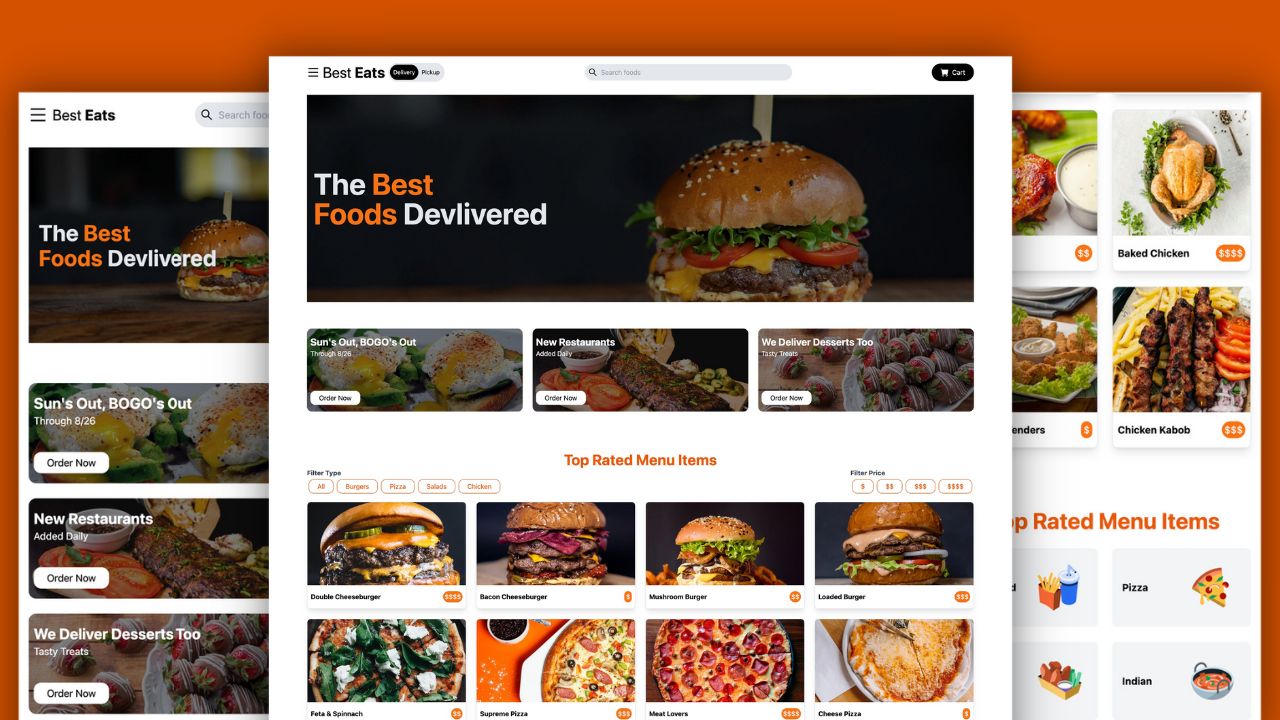 Best Eats
Search foo
The Best
Foods Devlivered
Sun's Out, BOGO's Out
Through 8/26
Order Now
New Restaurants
Added Daily
Order Now
We Deliver Desserts Too
Tasty Treats
Order Now
Best Eats Delivery Pickup
Search foods
Cart
The Best
Foods Devlivered
Sun's Out, BOGO's Out
Through 8/26
Order Now
New Restaurants
Added Daily
Order Now
We Deliver Desserts Too
Tasty Treats
Order Now
Top Rated Menu Items
Filter Type
All Burgers Pizza Salads Chicken
Filter Price
$ $$ $$$ $$$$
Double Cheeseburger $$$$
Bacon Cheeseburger $
Mushroom Burger $$
Loaded Burger $$$
Feta & Spinnach $$
Supreme Pizza $$$
Meat Lovers $$$$
Cheese Pizza $
$$
Baked Chicken $$$$
enders $
Chicken Kabob $$$
op Rated Menu Items
d
Pizza
Indian